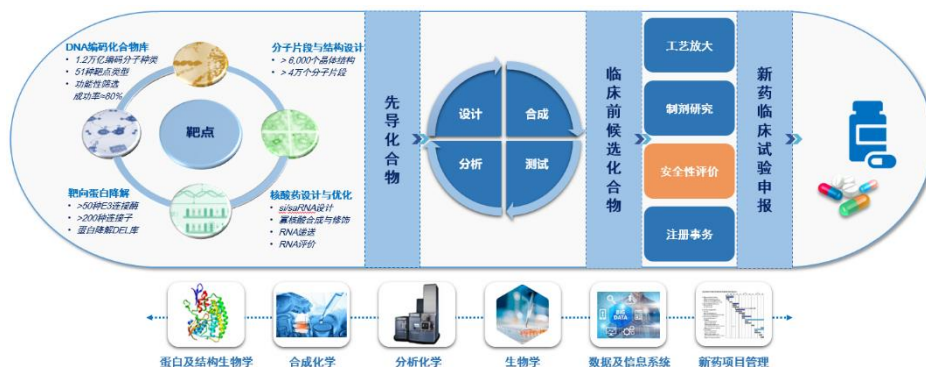 DNA编码化合物库
• 1.2万亿编码分子种类
• 51种靶点类型
• 功能性筛选
成功率≈80%
分子片段与结构设计
• > 6,000个晶体结构
• > 4万个分子片段
靶点
靶向蛋白降解
• >50种E3连接酶
• >200种连接子
• 蛋白降解DEL库
核酸药设计与优化
• si/saRNA设计
• 寡核酸合成与修饰
• RNA递送
• RNA评价
先导化合物
设计
合成
分析
测试
临床前候选化合物
工艺放大
制剂研究
安全性评价
注册事务
新药临床试验申报
BIG
DATA
蛋白及结构生物学
合成化学
分析化学
生物学
数据及信息系统
新药项目管理